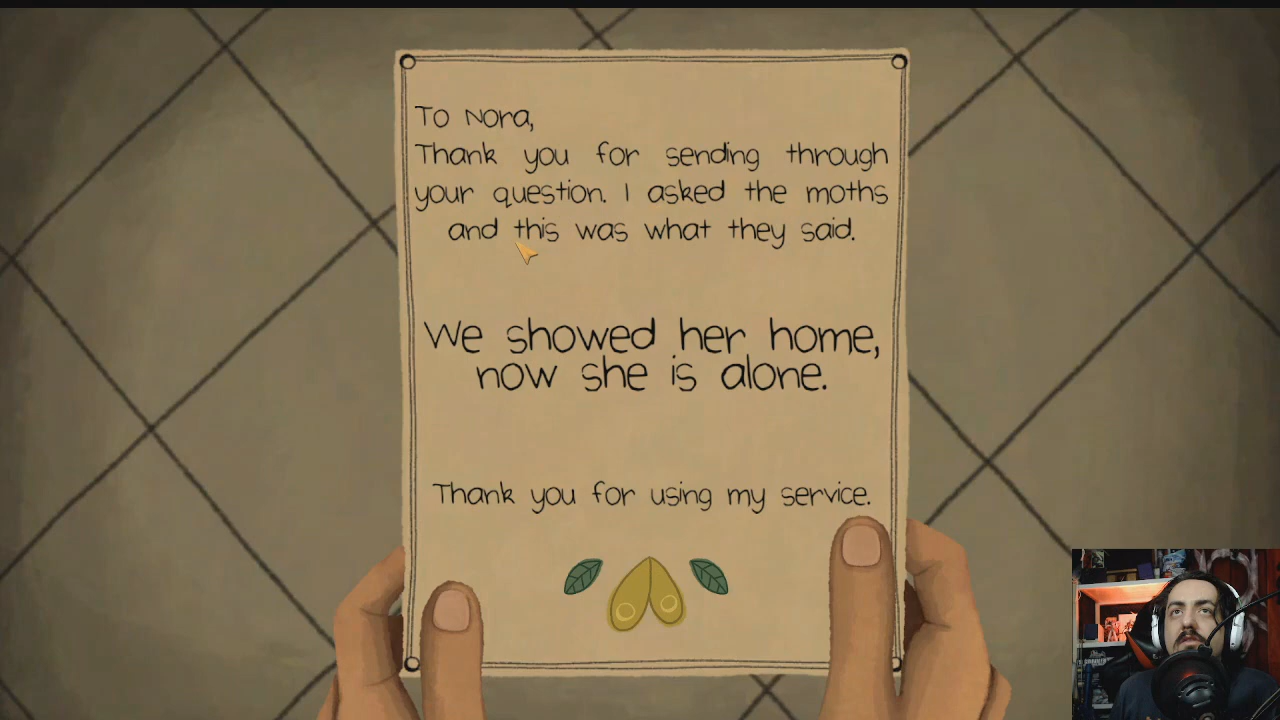 To Nora,
Thank you for sending through
your question. I asked the moths
and this was what they said.
We showed her home,
now she is alone.
Thank you for using my service.